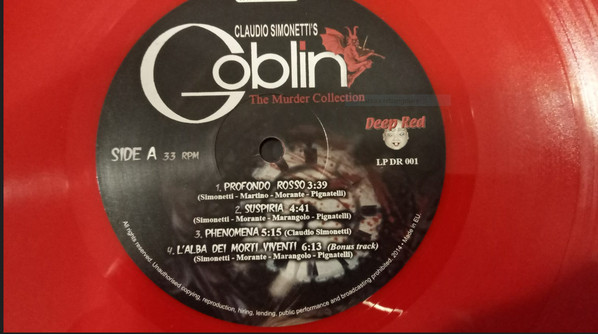 CLAUDIO SIMONETTI'S
Goblin
The Murder Collection
Deep Red
SIDE A 33 RPM
LP DR 001
1. PROFONDO ROSSO 3:39
(Simonetti - Martino - Morante - Pignatelli)
2. SUSPIRIA 4:41
(Simonetti - Morante - Marangolo - Pignatelli)
3. PHENOMENA 5:15 (Claudio Simonetti)
4. L'ALBA DEI MORTI VIVENTI 6:13 (Bonus track)
(Simonetti - Morante - Marangolo - Pignatelli)
All rights reserved. Unauthorised copying, reproduction, hiring, lending, public performance and broadcasting prohibited. 2014 • Made in EU.